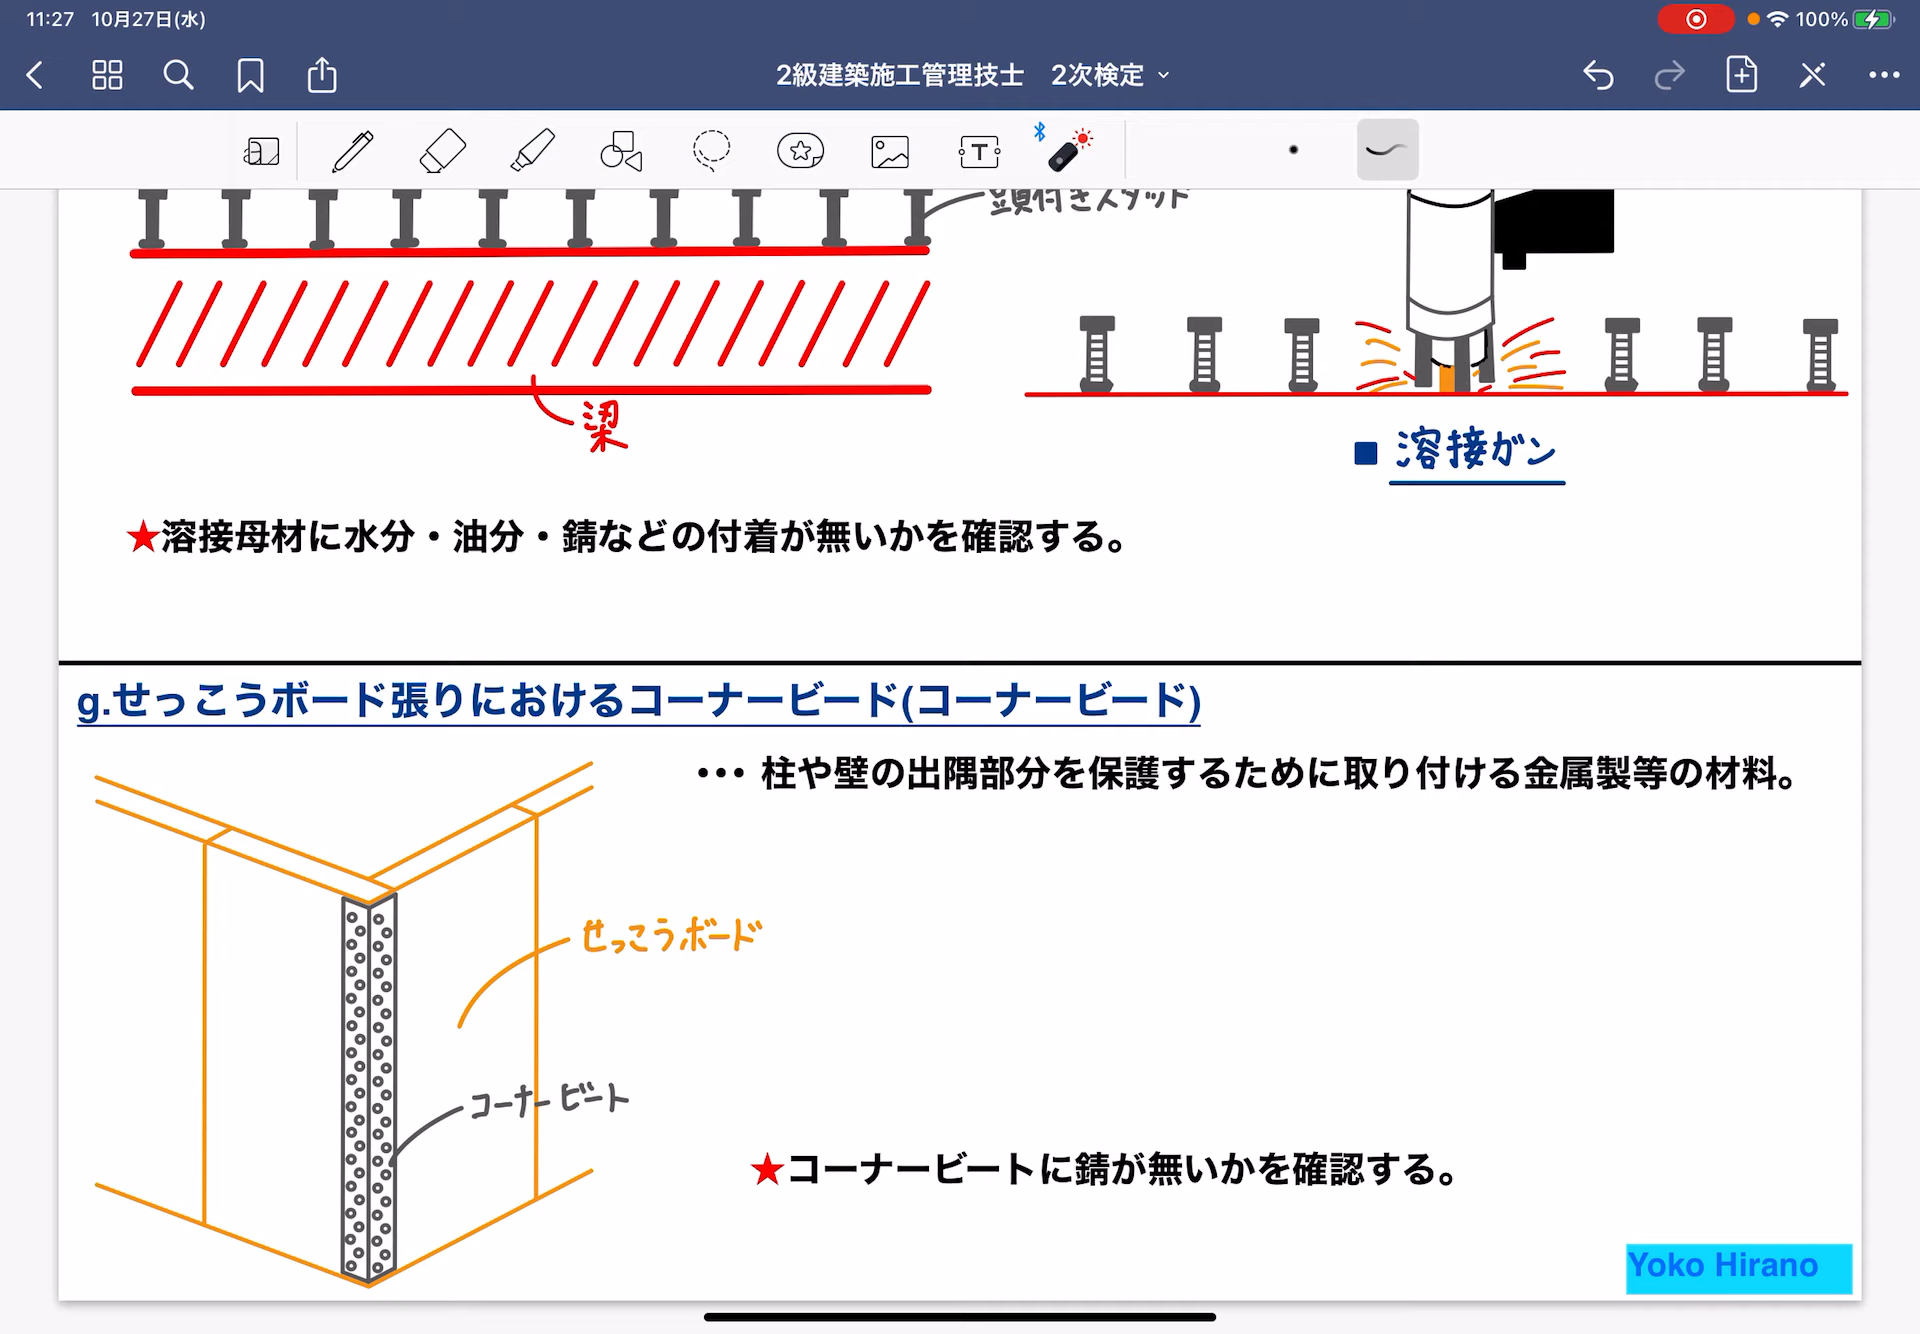 11:27 10月27日(水)
100%
2級建築施工管理技士 2次検定
T
頭付きスタッド
梁
■ 溶接ガン
★溶接母材に水分・油分・錆などの付着が無いかを確認する。
g.せっこうボード張りにおけるコーナービード(コーナービード)
・・・ 柱や壁の出隅部分を保護するために取り付ける金属製等の材料。
せっこうボード
コーナービート
★コーナービートに錆が無いかを確認する。
Yoko Hirano